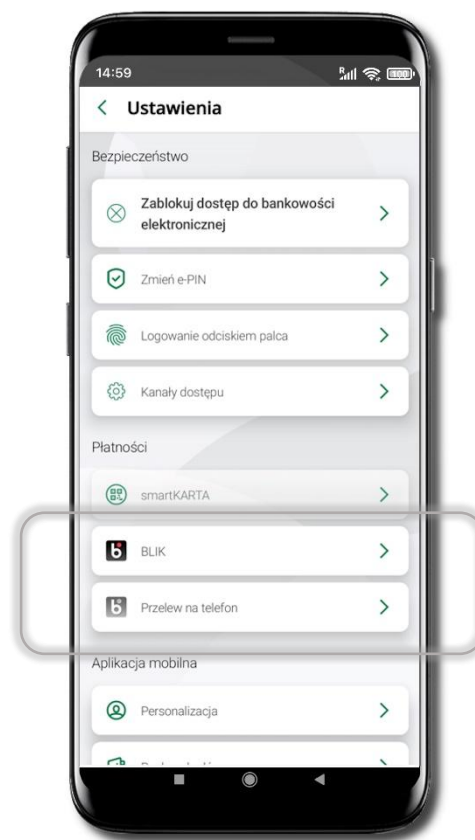 14:59
R 100
Ustawienia
Bezpieczeństwo
Zablokuj dostęp do bankowości
elektronicznej
Zmień e-PIN
Logowanie odciskiem palca
Kanały dostępu
Płatności
smartKARTA
BLIK
Przelew na telefon
Aplikacja mobilna
Personalizacja